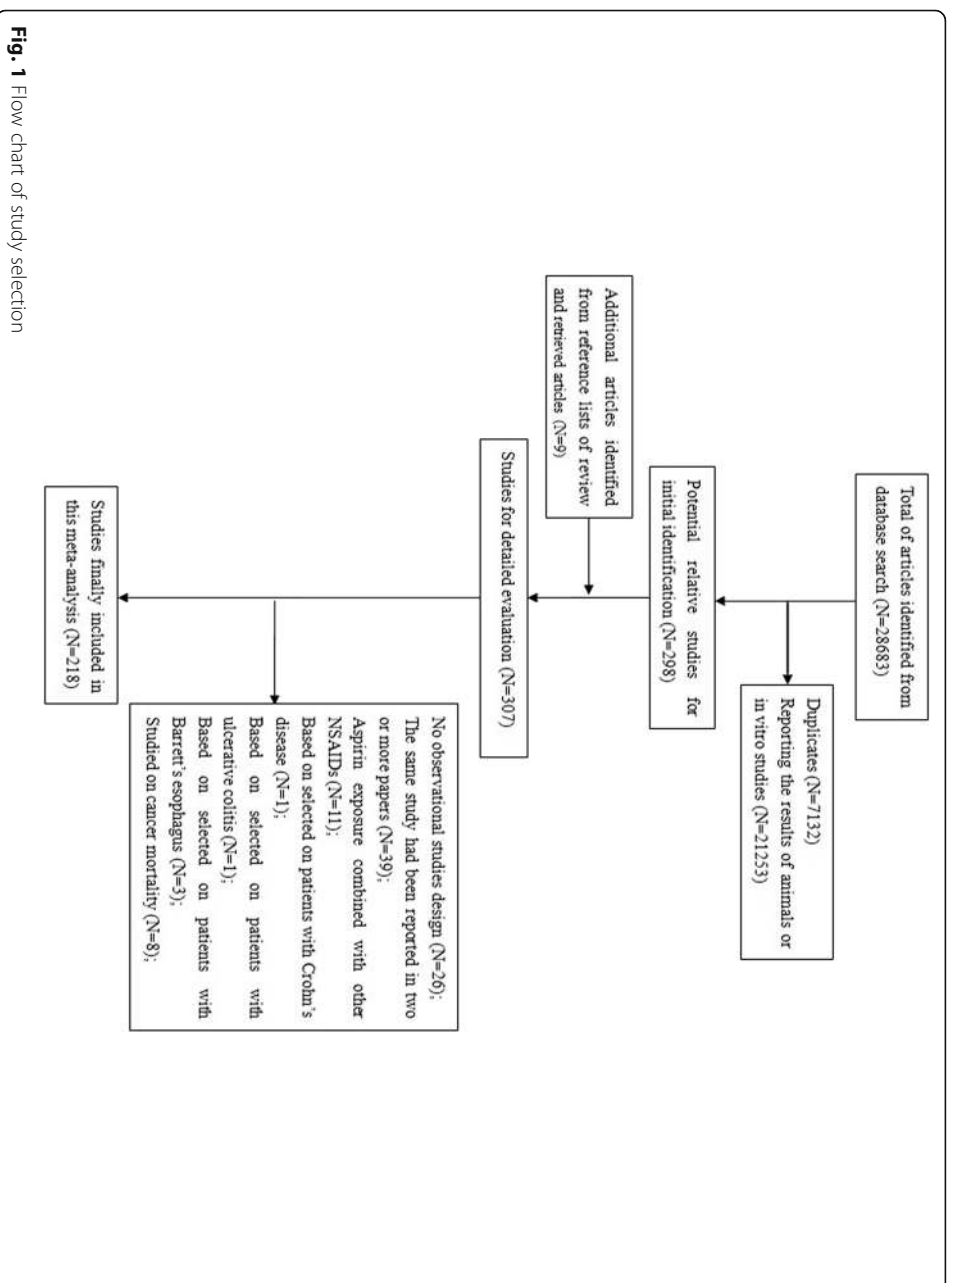 Total of articles identified from
database search (N=28683)
Duplicates (N=7132)
Reporting the results of animals or
in vitro studies (N=21253)
Potential relative studies for
initial identification (N=298)
Additional articles identified
from reference lists of review
and retrieved articles (N=9)
Studies for detailed evaluation (N=307)
No observational studies design (N=26);
The same study had been reported in two
or more papers (N=39);
Aspirin exposure combined with other
NSAIDs (N=11);
Based on selected on patients with Crohn's
disease (N=1);
Based on selected on patients with
ulcerative colitis (N=1);
Based on selected on patients with
Barrett's esophagus (N=3);
Studied on cancer mortality (N=8);
Studies finally included in
this meta-analysis (N=218)
Fig. 1 Flow chart of study selection